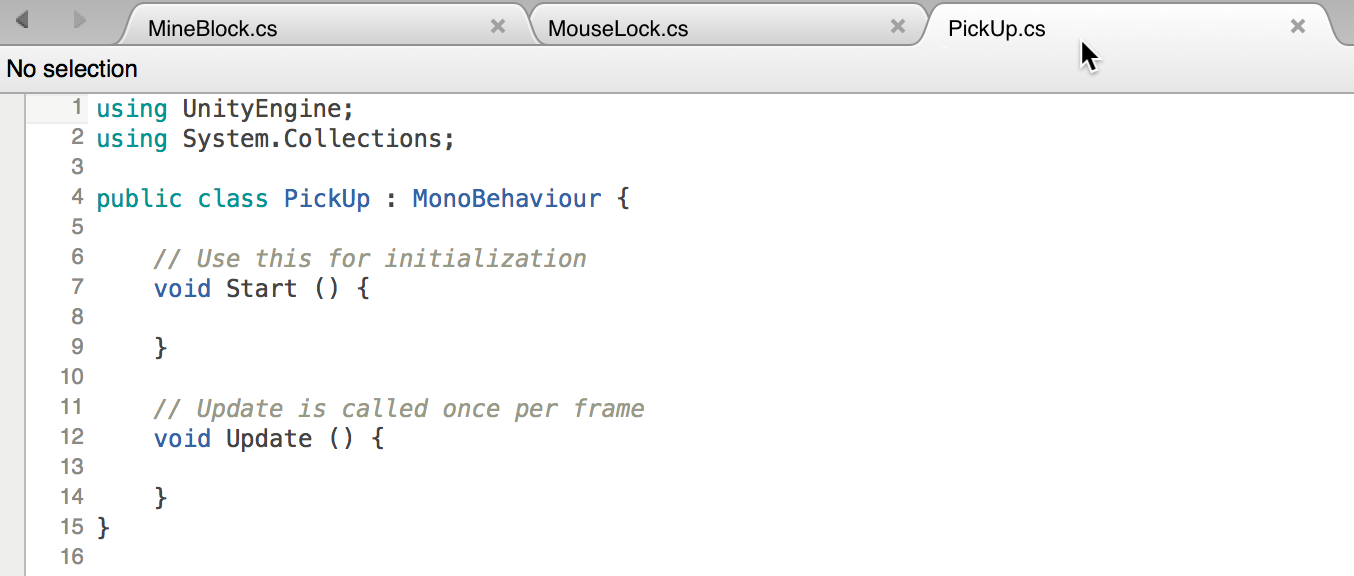 MineBlock.cs
MouseLock.cs
PickUp.cs
No selection
1 using UnityEngine;
2 using System.Collections;
3
4 public class PickUp : MonoBehaviour {
5
6     // Use this for initialization
7     void Start () {
8
9     }
10
11     // Update is called once per frame
12     void Update () {
13
14     }
15 }
16